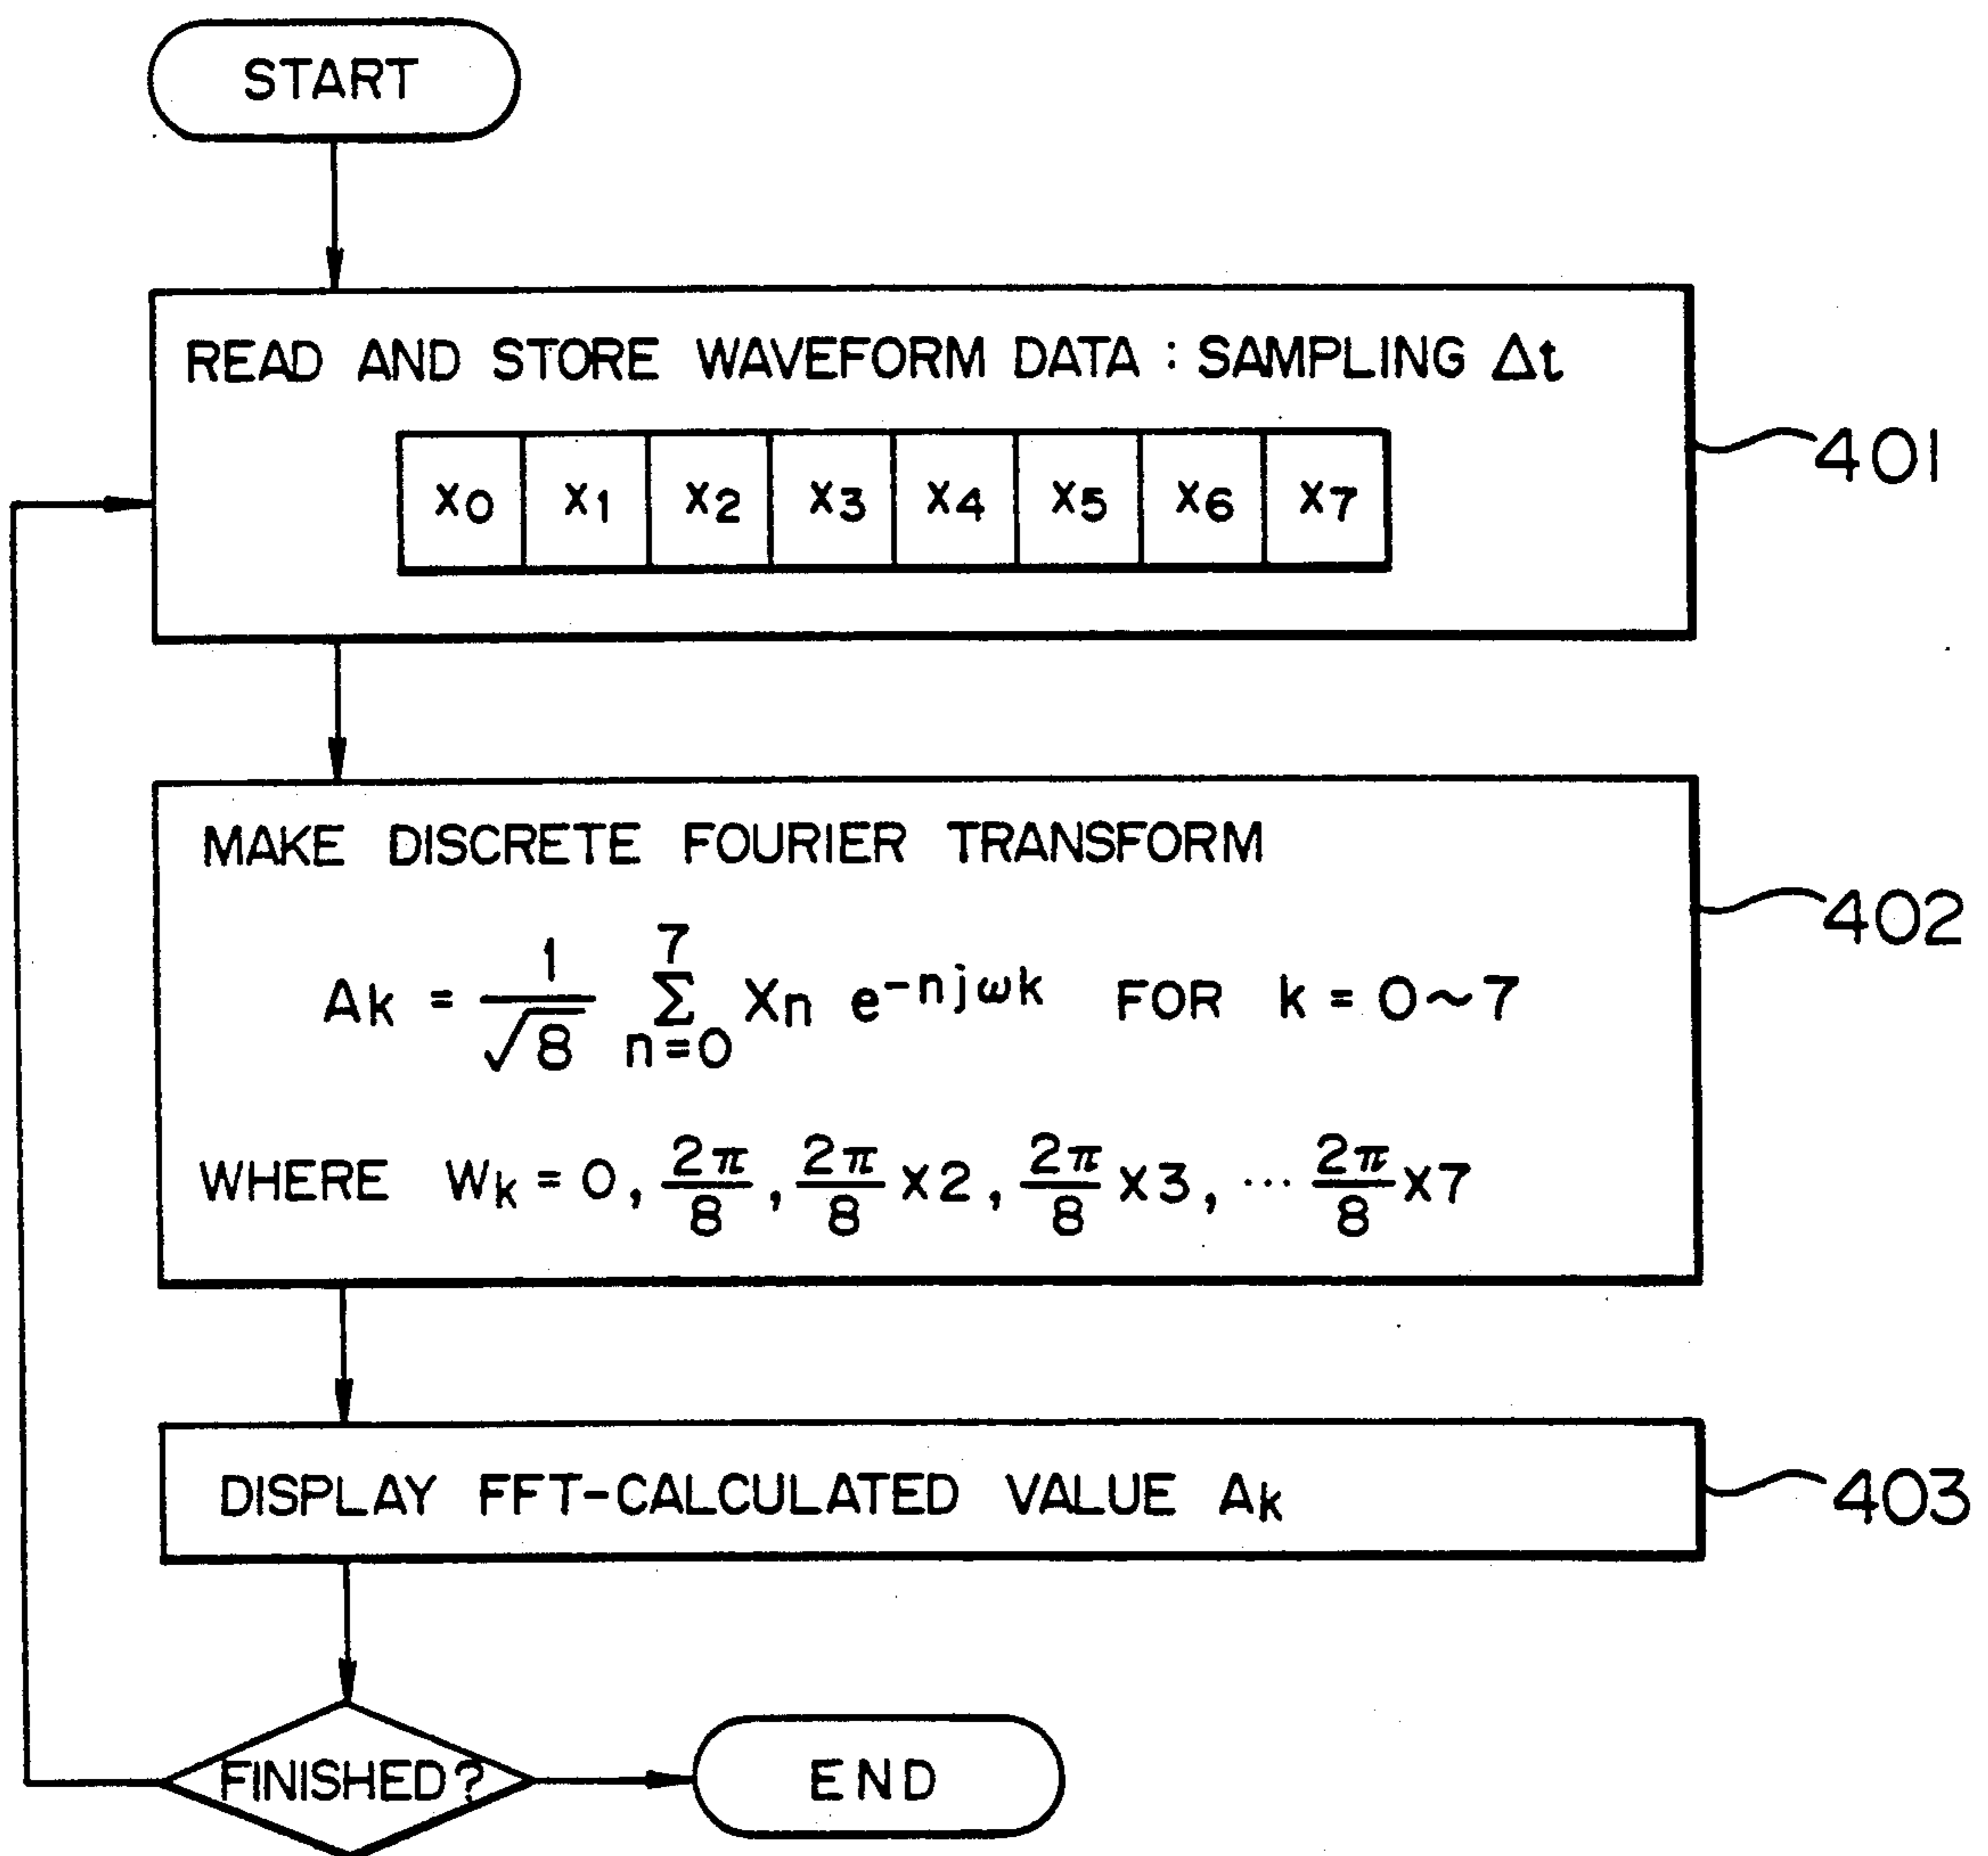 START
READ AND STORE WAVEFORM DATA : SAMPLING Δt
x0 x1 x2 x3 x4 x5 x6 x7
401
MAKE DISCRETE FOURIER TRANSFORM
402
Ak = 1/√8 Σ(n=0 to 7) Xn e^-njωk FOR k = 0~7
WHERE Wk = 0, 2π/8, 2π/8 x2, 2π/8 x3, ··· 2π/8 x7
DISPLAY FFT-CALCULATED VALUE Ak
403
FINISHED?
END